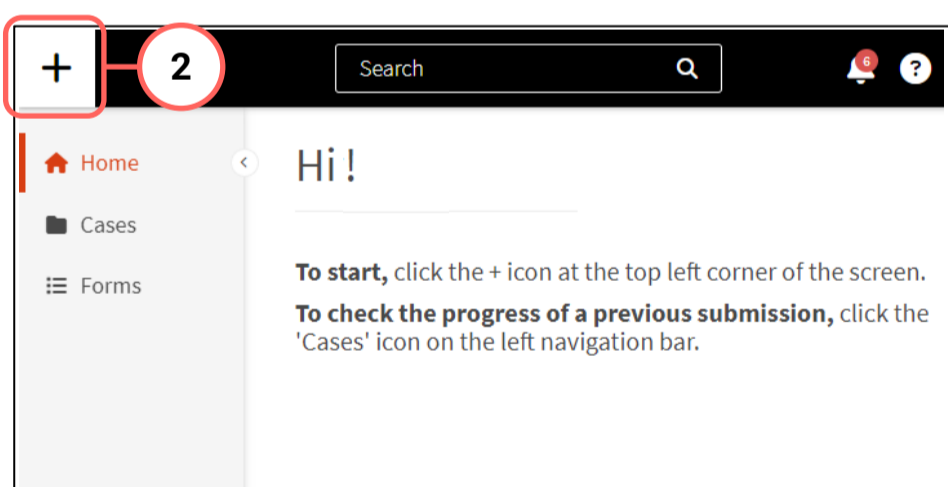 +
2
Search
6
?
Home
Cases
Forms
Hi !
To start, click the + icon at the top left corner of the screen.
To check the progress of a previous submission, click the
'Cases' icon on the left navigation bar.